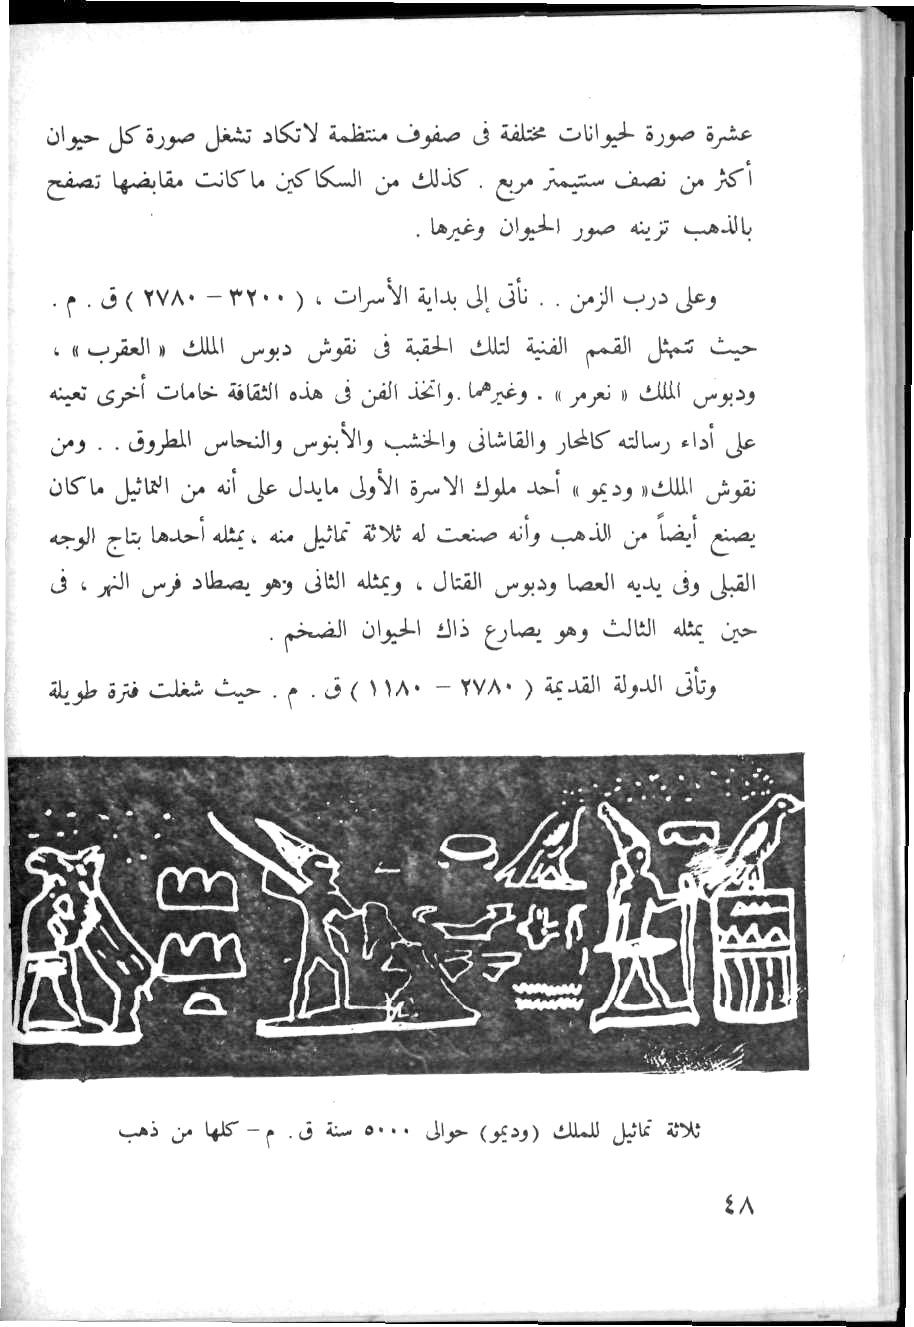 عشرة صورة لحيوانات مختلفة فى صفوف منتظمة لاتكاد تشغل صورة كل حيوان
أكثر من نصف سنتيمتر مربع . كذلك من السكاكين ماكانت مقابضها تصفح
بالذهب تزينه صور الحيوان وغيرها .
وعلى درب الزمن . . نأتى إلى بداية الأسرات ، ( ٣٢٠٠ – ٢٧٨٠ ) ق . م .
حيث تتمثل القمم الفنية لتلك الحقبة فى نقوش دبوس الملك « العقرب » ،
ودبوس الملك « نعرمر » . وغيرهما . واتخذ الفن فى هذه الثقافة خامات أخرى تعينه
على أداء رسالته كالمحار والقاشانى والخشب والأبنوس والنحاس المطروق . . ومن
نقوش الملك « وديمو » أحد ملوك الاسرة الأولى مايدل على أنه من التماثيل ماكان
يصنع أيضاً من الذهب وأنه صنعت له ثلاثة تماثيل منه ، يمثله أحدها بتاج الوجه
القبلى وفى يديه العصا ودبوس القتال ، ويمثله الثانى وهو يصطاد فرس النهر ، فى
حين يمثله الثالث وهو يصارع ذاك الحيوان الضخم .
وتأتى الدولة القديمة ( ٢٧٨٠ – ١١٨٠ ) ق . م . حيث شغلت فترة طويلة
ثلاثة تماثيل للملك (وديمو) حوالى ٥٠٠٠ سنة ق . م – كلها من ذهب
٤٨